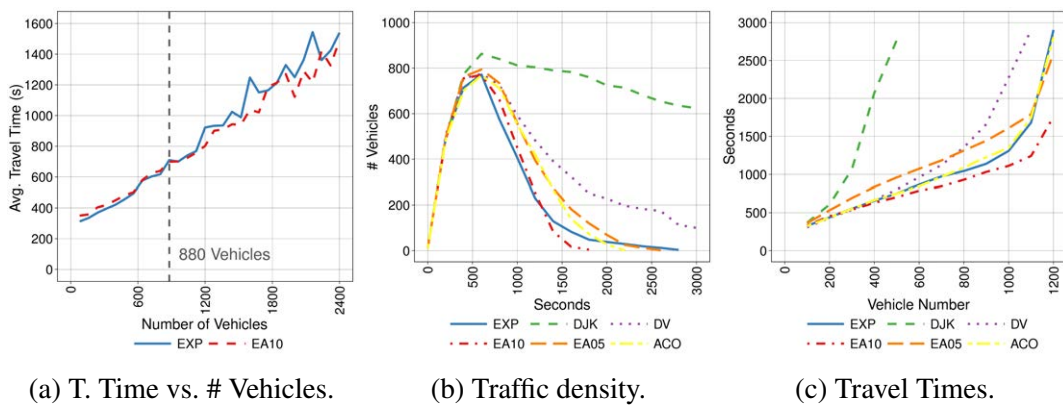 Avg. Travel Time (s)
1600
1400
1200
1000
800
600
400
200
0
880 Vehicles
0
600
1200
1800
2400
Number of Vehicles
EXP EA10
(a) T. Time vs. # Vehicles.
# Vehicles
1000
800
600
400
200
0
0
500
1000
1500
2000
2500
3000
Seconds
EXP DJK DV
EA10 EA05 ACO
(b) Traffic density.
Seconds
3000
2500
2000
1500
1000
500
0
0
200
400
600
800
1000
1200
Vehicle Number
EXP DJK DV
EA10 EA05 ACO
(c) Travel Times.